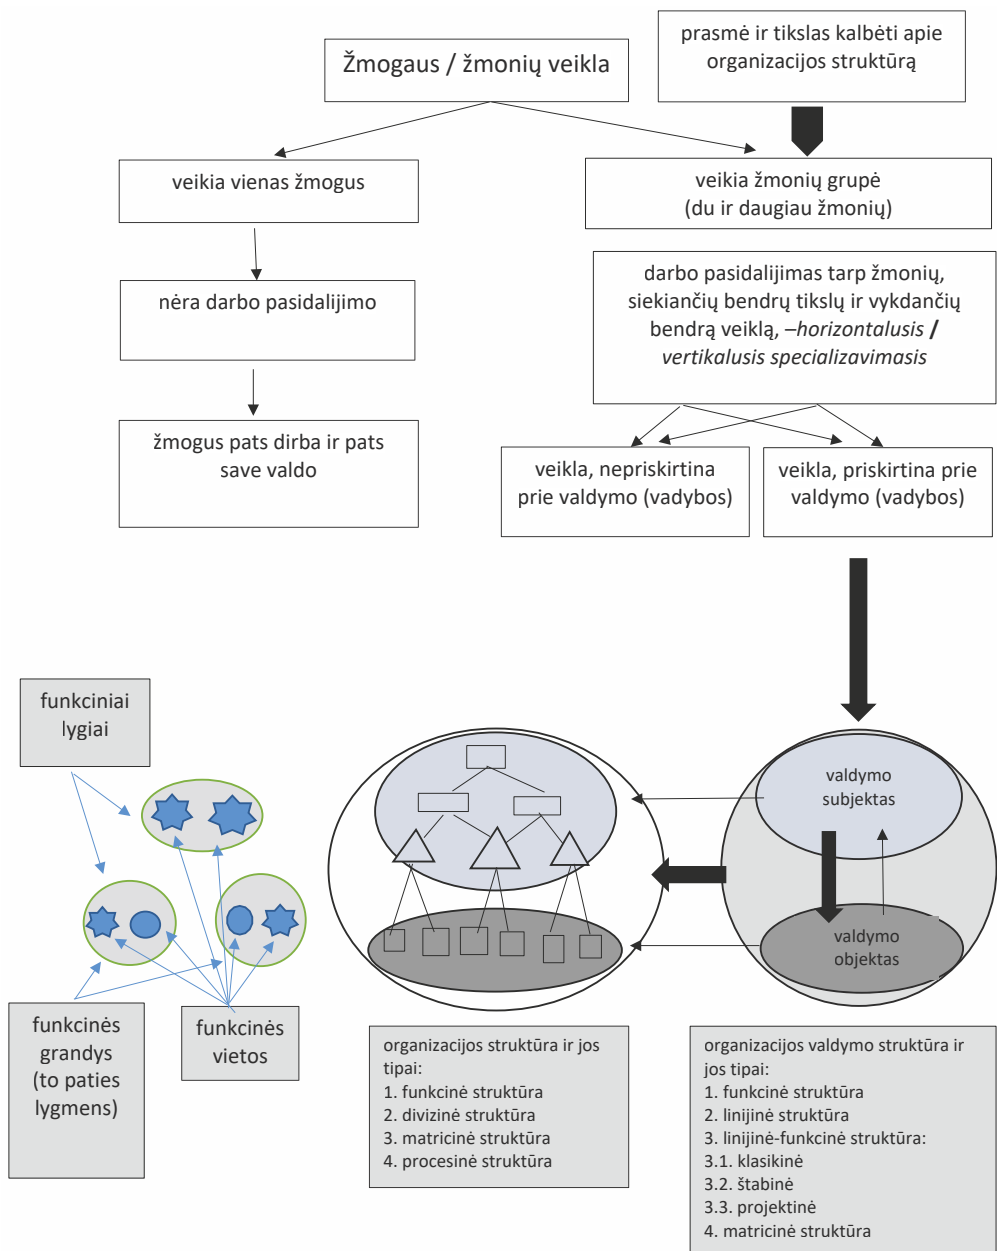 Žmogaus / žmonių veikla
prasmė ir tikslas kalbėti apie
organizacijos struktūrą
veikia vienas žmogus
veikia žmonių grupė
(du ir daugiau žmonių)
nėra darbo pasidalijimo
darbo pasidalijimas tarp žmonių,
siekiančių bendrų tikslų ir vykdančių
bendrą veiklą, –horizontalusis /
vertikalusis specializavimasis
žmogus pats dirba ir pats
save valdo
veikla, nepriskirtina
prie valdymo (vadybos)
veikla, priskirtina prie
valdymo (vadybos)
funkciniai
lygiai
valdymo
subjektas
valdymo
objektas
funkcinės
grandys
(to paties
lygmens)
funkcinės
vietos
organizacijos struktūra ir jos
tipai:
1. funkcinė struktūra
2. divizinė struktūra
3. matricinė struktūra
4. procesinė struktūra
organizacijos valdymo struktūra ir
jos tipai:
1. funkcinė struktūra
2. linijinė struktūra
3. linijinė-funkcinė struktūra:
3.1. klasikinė
3.2. štabinė
3.3. projektinė
4. matricinė struktūra